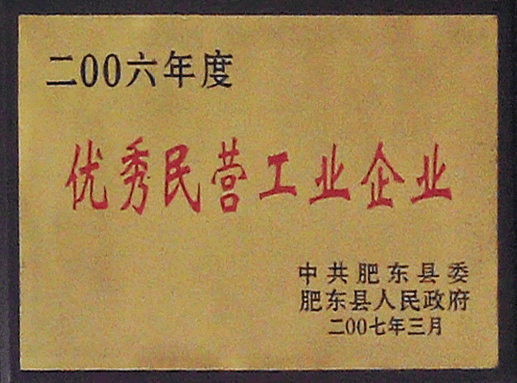 二00六年度
优秀民营工业企业
中共肥东县委
肥东县人民政府
二00七年三月